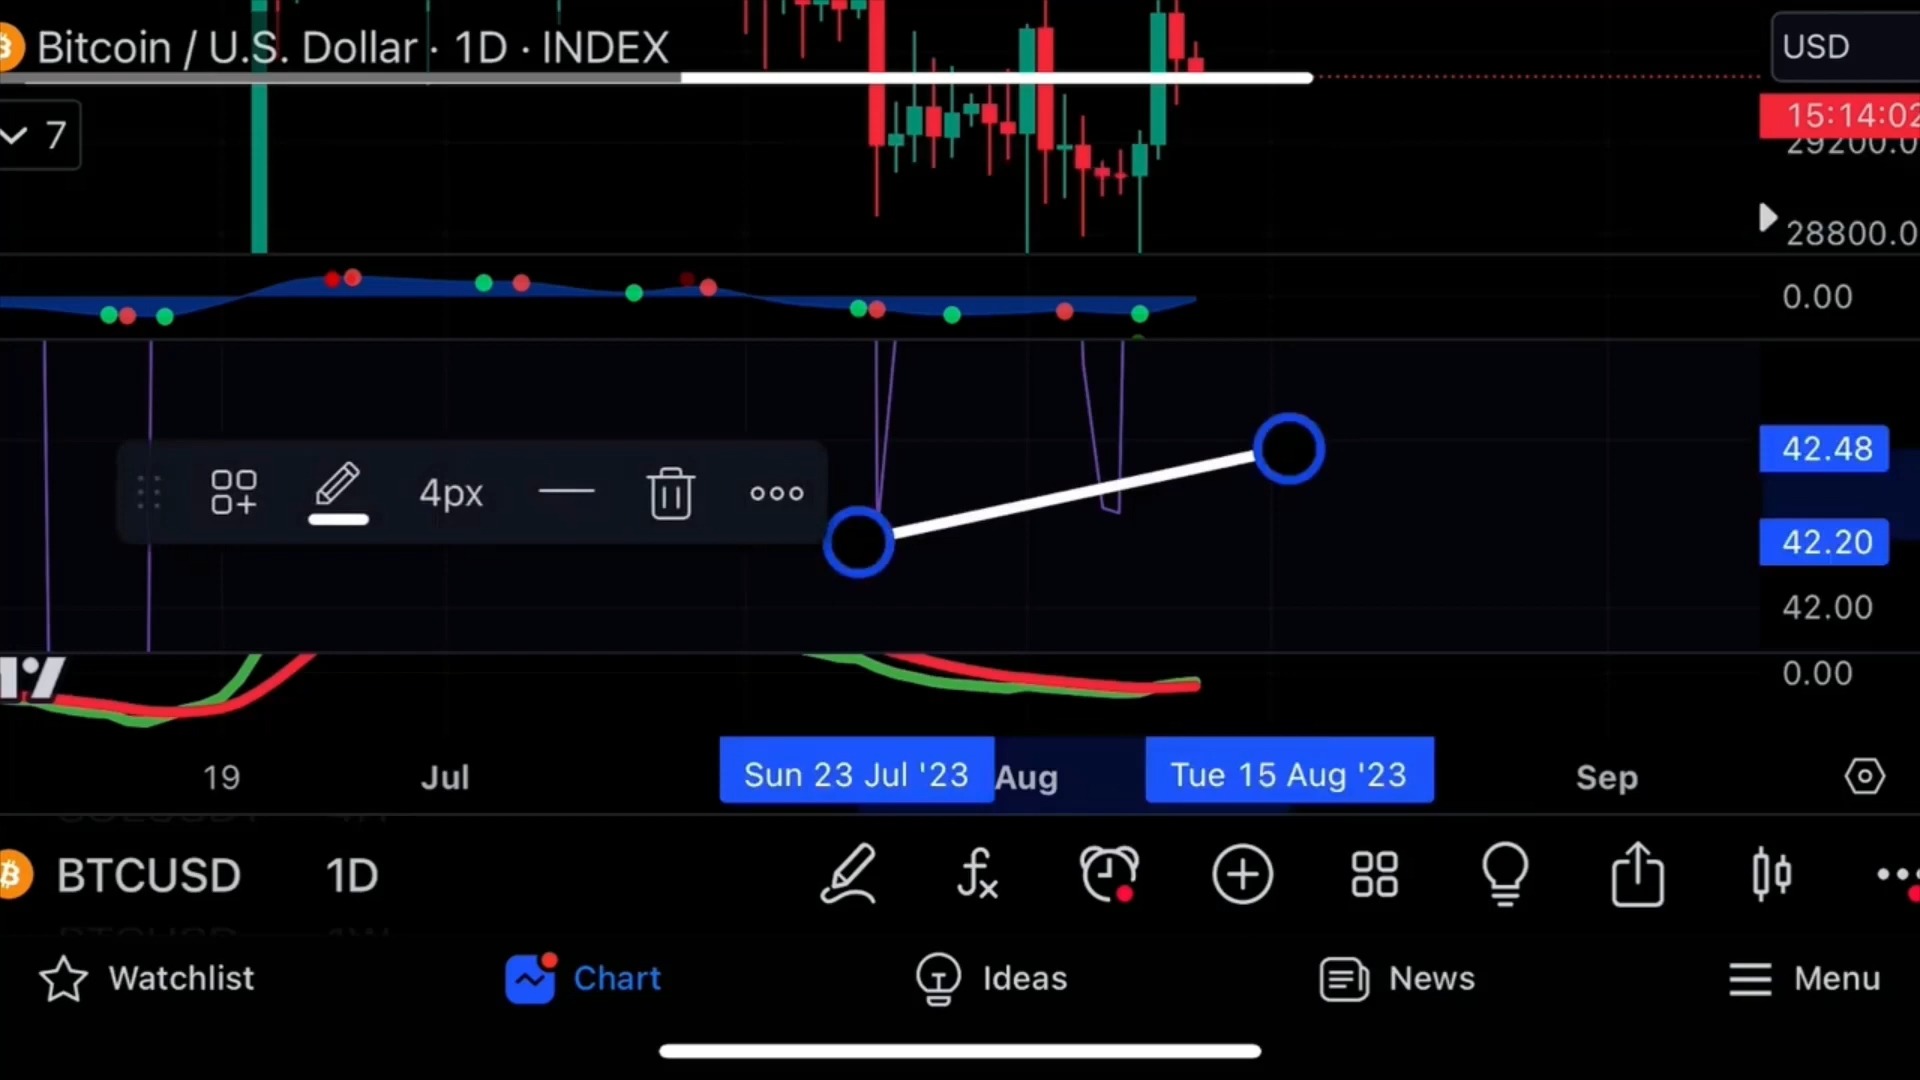 Bitcoin / U.S. Dollar · 1D · INDEX
USD
7
15:14:02
29200.0
28800.0
0.00
42.48
4px
42.20
42.00
0.00
19
Jul
Sun 23 Jul '23
Aug
Tue 15 Aug '23
Sep
BTCUSD
1D
Watchlist
Chart
Ideas
News
Menu